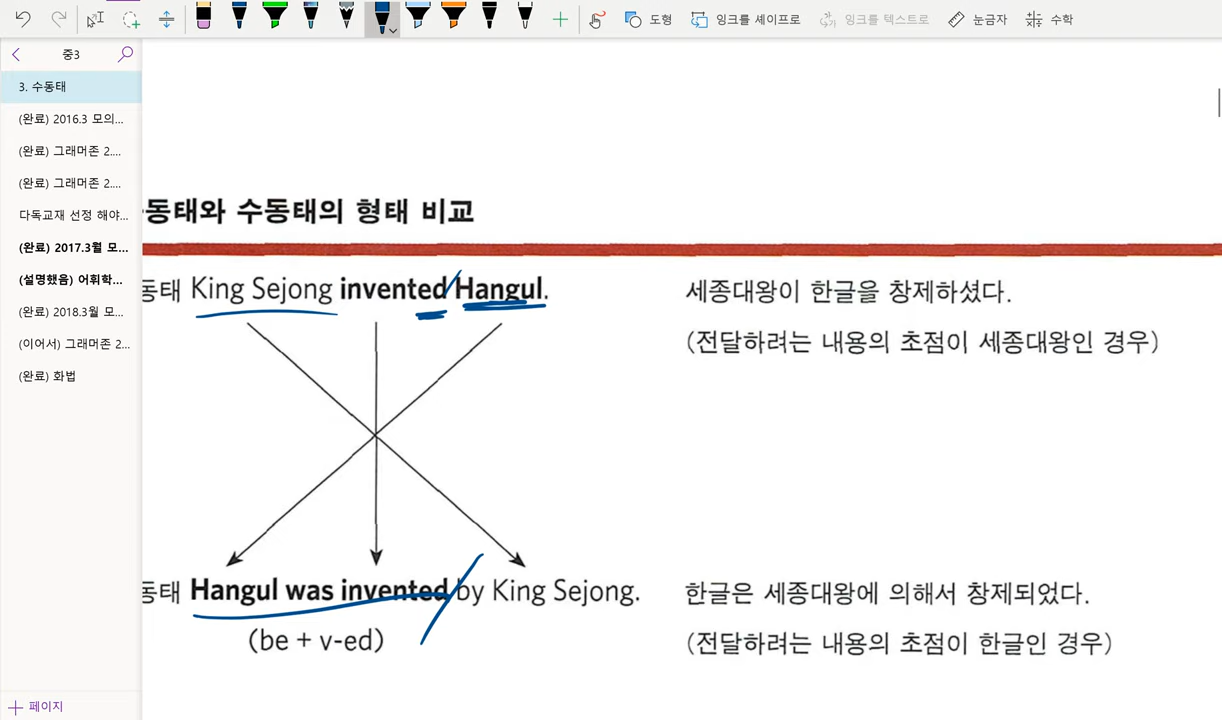 도형
잉크를 셰이프로
잉크를 텍스트로
눈금자
수학
중3
3. 수동태
(완료) 2016.3 모의...
(완료) 그래머존 2....
(완료) 그래머존 2....
다독교재 선정 해야...
(완료) 2017.3월 모...
(설명했음) 어휘학...
(완료) 2018.3월 모...
(이어서) 그래머존 2...
(완료) 화법
페이지
동태와 수동태의 형태 비교
동태 King Sejong invented Hangul.
세종대왕이 한글을 창제하셨다.
(전달하려는 내용의 초점이 세종대왕인 경우)
동태 Hangul was invented by King Sejong.
(be + v-ed)
한글은 세종대왕에 의해서 창제되었다.
(전달하려는 내용의 초점이 한글인 경우)